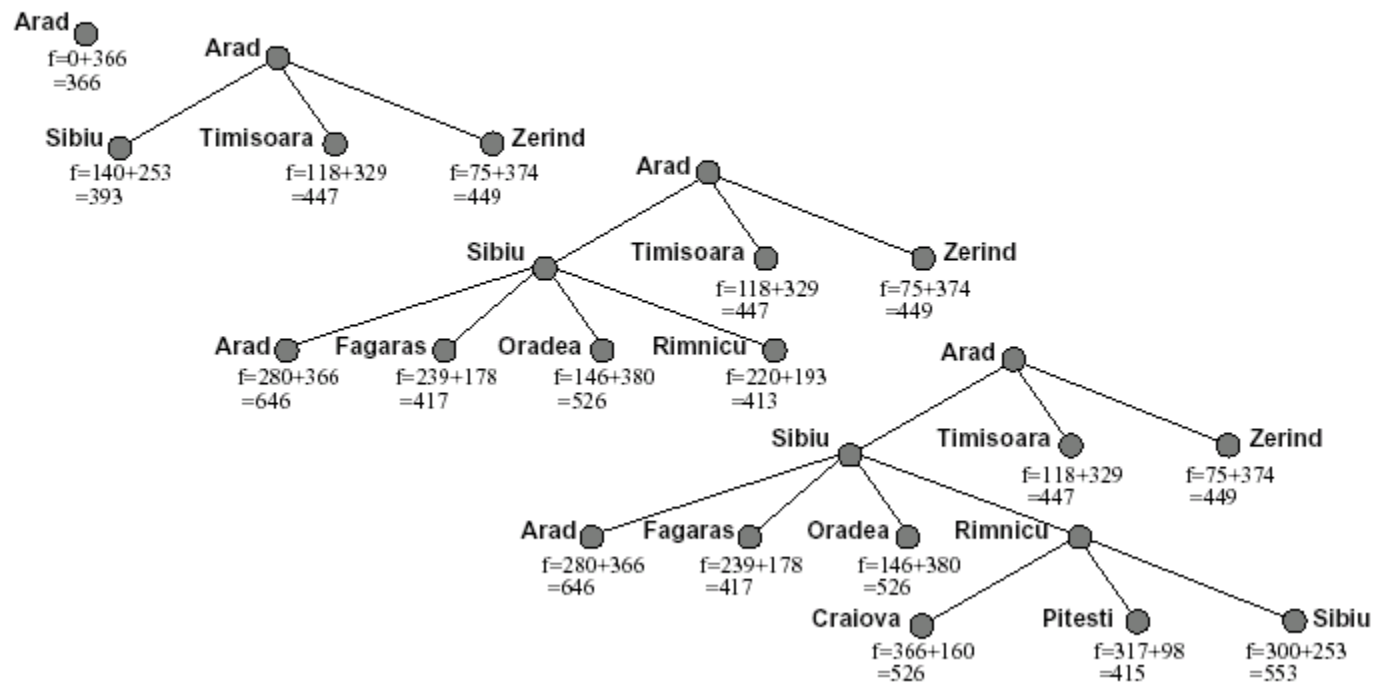 Arad
f=0+366
=366
Arad
Sibiu
f=140+253
=393
Timisoara
f=118+329
=447
Zerind
f=75+374
=449
Arad
Sibiu
Timisoara
f=118+329
=447
Zerind
f=75+374
=449
Arad
f=280+366
=646
Fagaras
f=239+178
=417
Oradea
f=146+380
=526
Rimnicu
f=220+193
=413
Arad
Sibiu
Timisoara
f=118+329
=447
Zerind
f=75+374
=449
Arad
f=280+366
=646
Fagaras
f=239+178
=417
Oradea
f=146+380
=526
Rimnicu
Craiova
f=366+160
=526
Pitesti
f=317+98
=415
Sibiu
f=300+253
=553